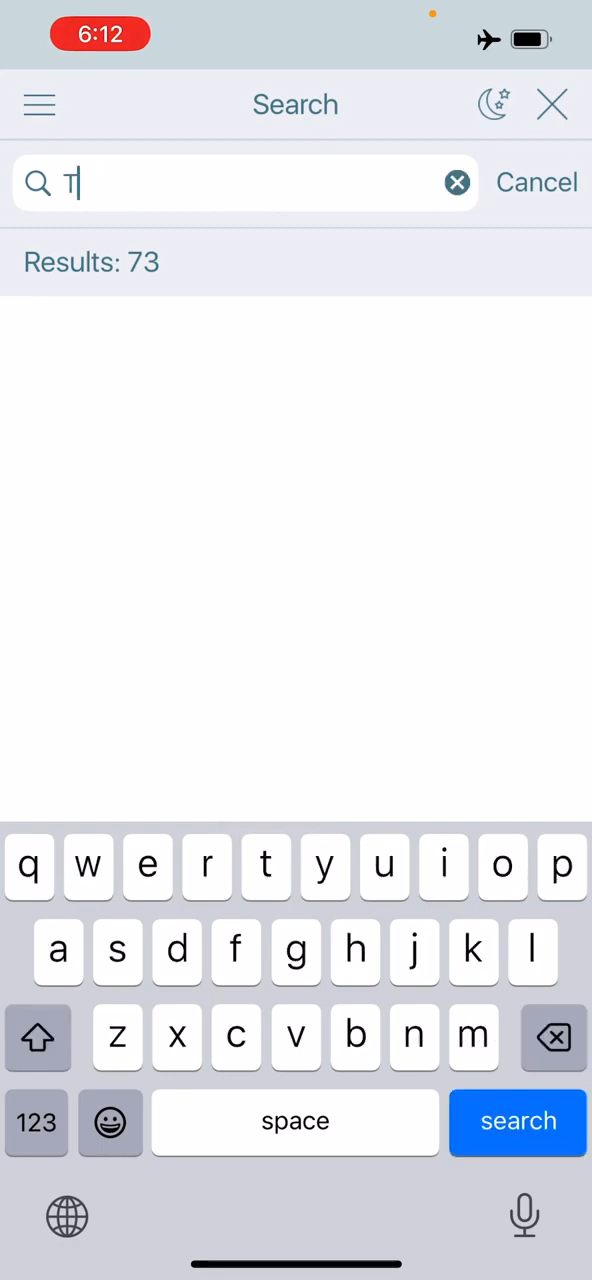 6:12
Search
T
Cancel
Results: 73
q w e r t y u i o p
a s d f g h j k l
z x c v b n m
123 space search